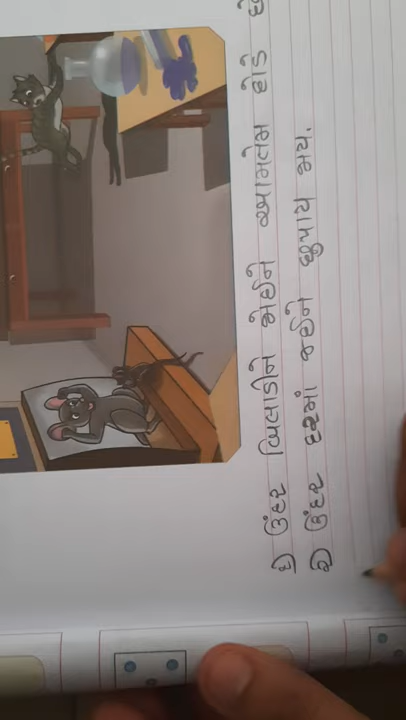 ૧) ઉંદર બિલાડીને જોઈને આમતેમ દોડે છે
૨) ઉંદર દરમાં જઈને છુપાય જાય.